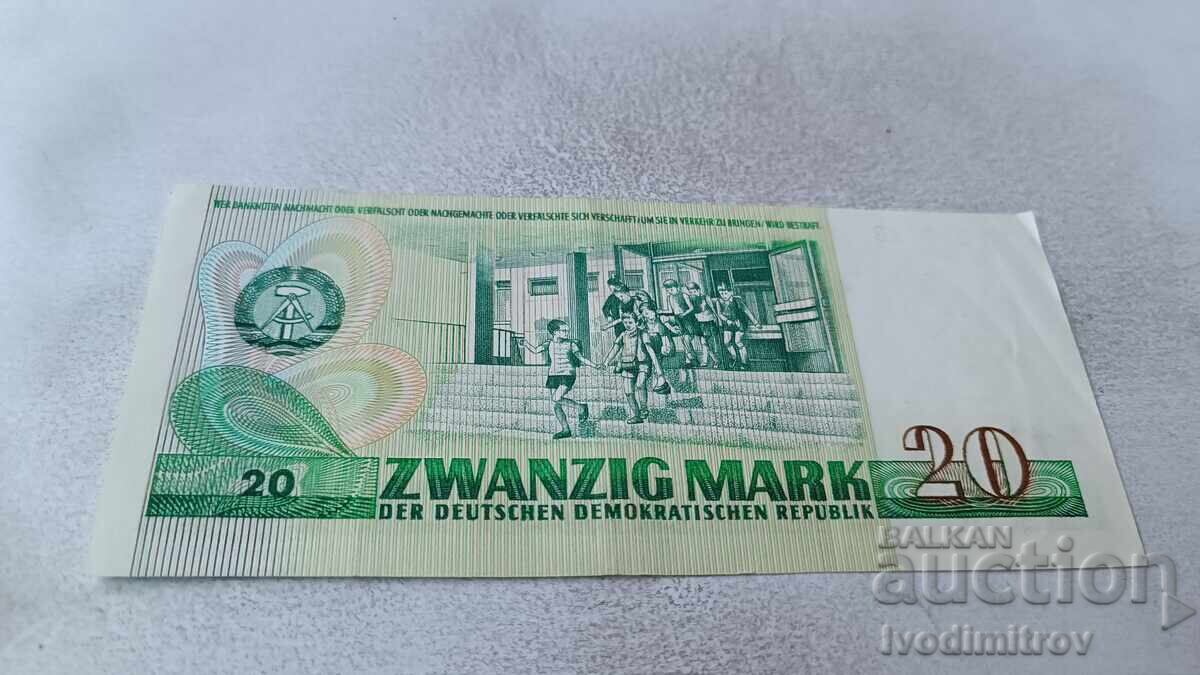 WER BANKNOTEN NACHMACHT ODER VERFÄLSCHT ODER NACHGEMACHTE ODER VERFÄLSCHTE SICH VERSCHAFFT/UM SIE IN VERKEHR ZU BRINGEN/WIRD BESTRAFT.
20
ZWANZIG MARK
DER DEUTSCHEN DEMOKRATISCHEN REPUBLIK
20
BALKAN
auction
Ivodimitrov